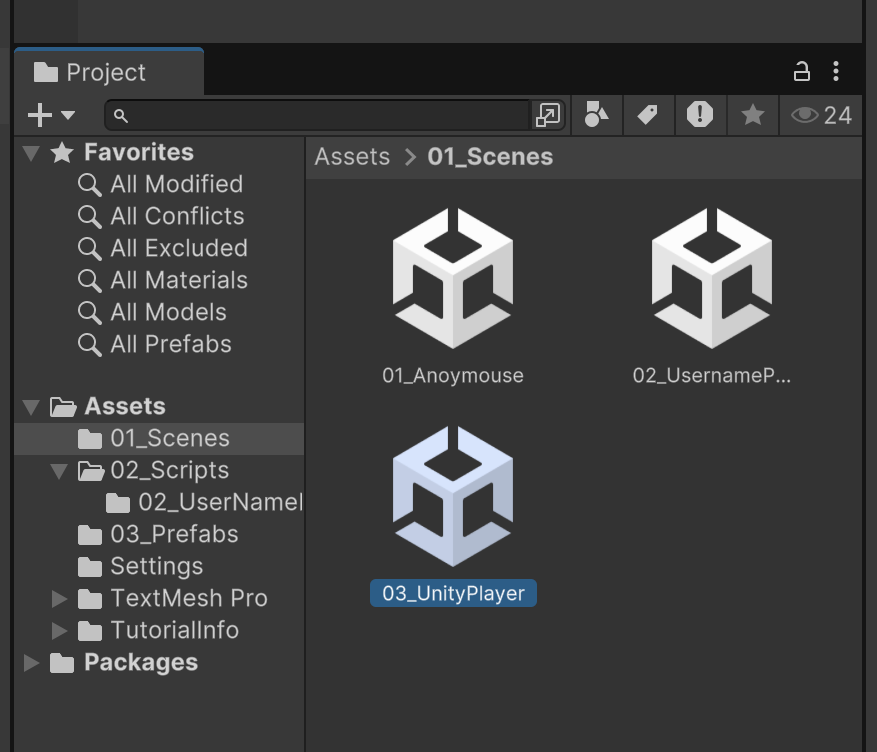 Project
24
Favorites
All Modified
All Conflicts
All Excluded
All Materials
All Models
All Prefabs
Assets
01_Scenes
02_Scripts
02_UserName
03_Prefabs
Settings
TextMesh Pro
TutorialInfo
Packages
Assets > 01_Scenes
01_Anoymouse
02_UsernameP...
03_UnityPlayer